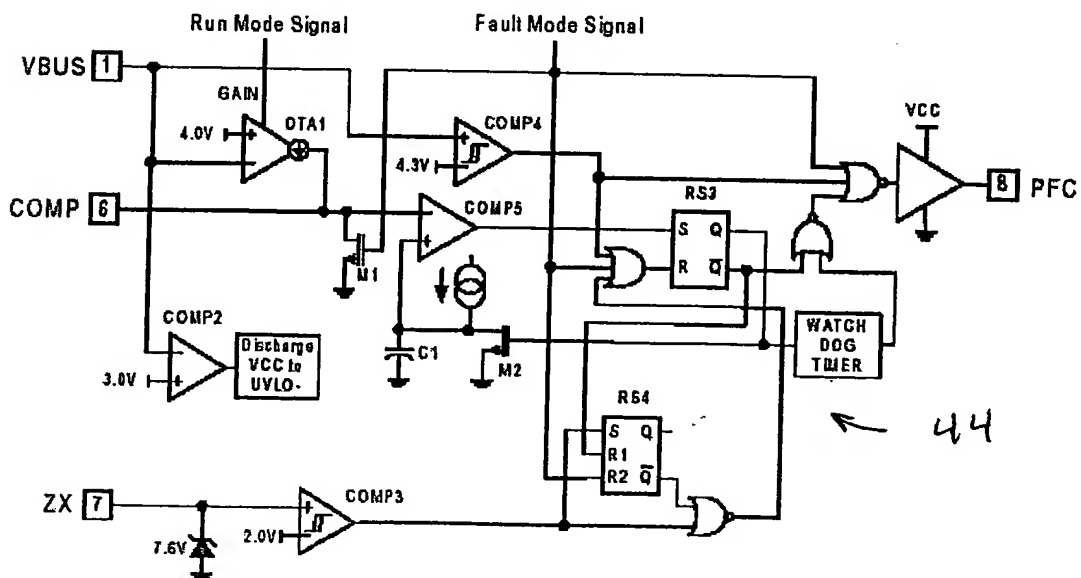 Run Mode Signal
Fault Mode Signal
VBUS 1
GAIN
VCC
OTA1
COMP4
4.0V
+
−
+
−
4.3V
8 PFC
COMP 6
COMP5
RS3
−
+
S Q
R Q
M1
COMP2
WATCH
DOG
TIMER
Discharge
VCC to
UVLO-
−
+
3.0V
C1
M2
RS4
44
S Q
R1
R2 Q
ZX 7
COMP3
+
−
2.0V
7.6V